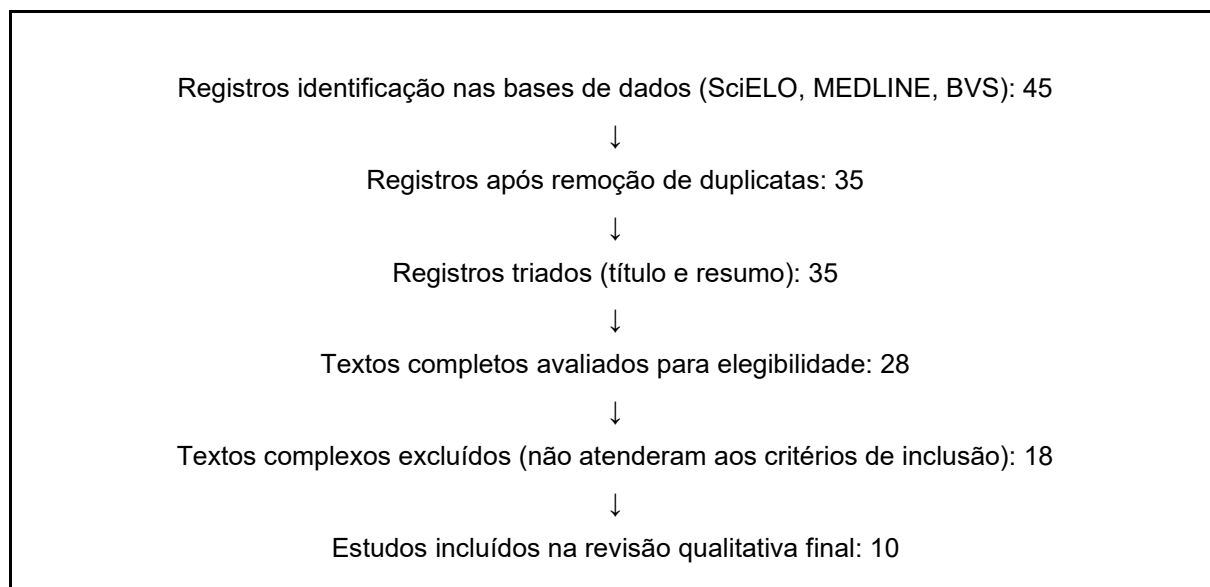 Registros identificação nas bases de dados (SciELO, MEDLINE, BVS): 45
↓
Registros após remoção de duplicatas: 35
↓
Registros triados (título e resumo): 35
↓
Textos completos avaliados para elegibilidade: 28
↓
Textos complexos excluídos (não atenderam aos critérios de inclusão): 18
↓
Estudos incluídos na revisão qualitativa final: 10